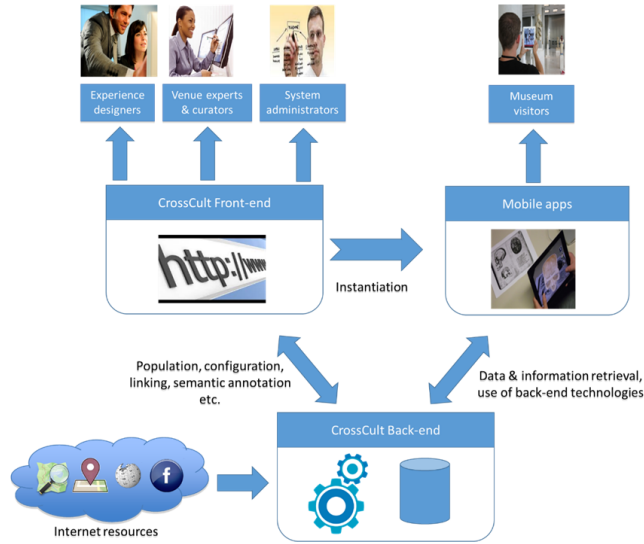 Experience
designers
Venue experts
& curators
System
administrators
Museum
visitors
CrossCult Front-end
Mobile apps
http://www
Instantiation
Population, configuration,
linking, semantic annotation
etc.
Data & information retrieval,
use of back-end technologies
CrossCult Back-end
f
Internet resources